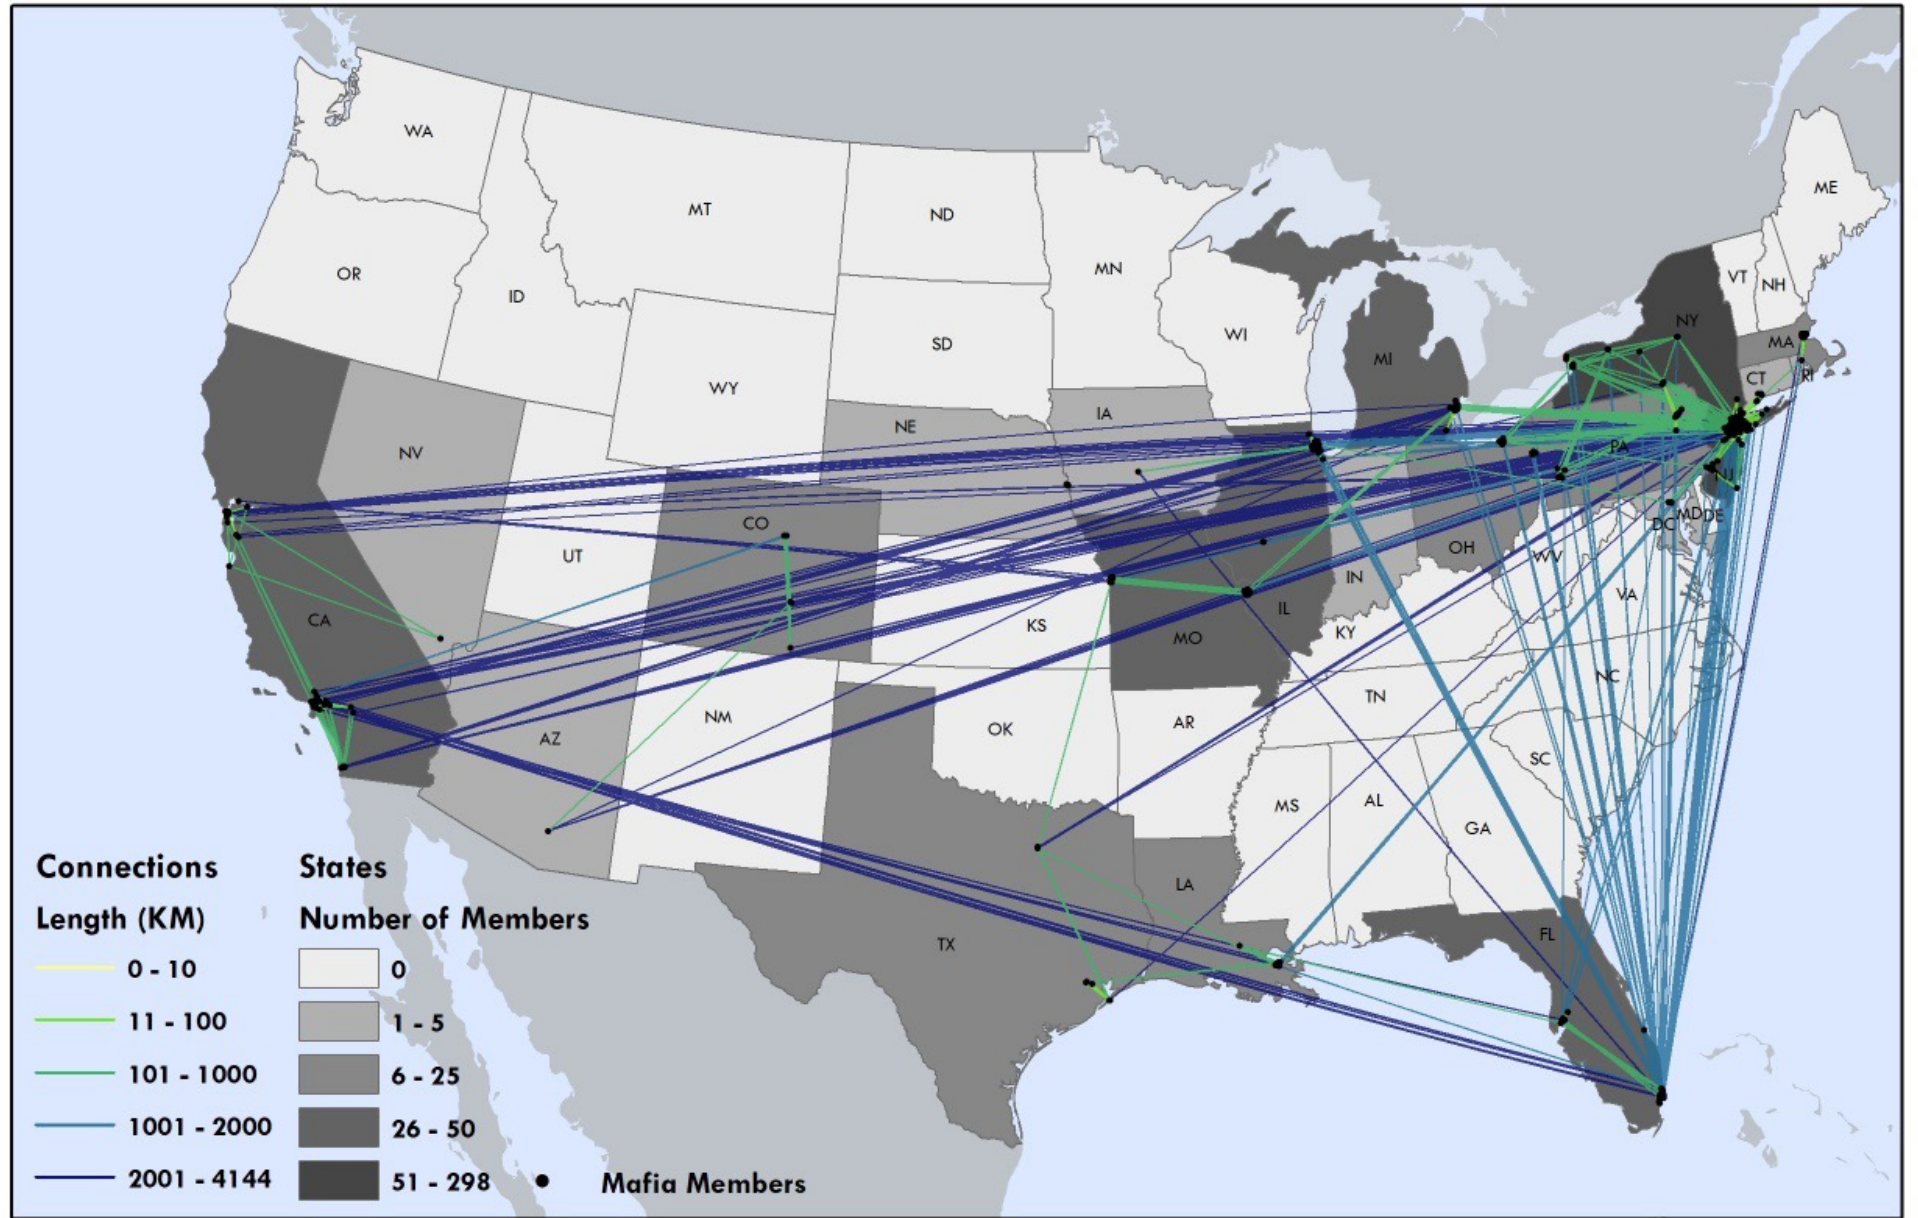 WA
ME
MT
ND
OR
MN
VT
NH
ID
WI
NY
SD
MI
MA
WY
CT
RI
IA
NE
NV
PA
CO
MD
DE
DC
OH
UT
WV
IN
VA
CA
IL
KS
KY
MO
NC
TN
NM
OK
AR
AZ
SC
MS
AL
GA
LA
FL
TX
Connections
States
Length (KM)
Number of Members
0 - 10
0
11 - 100
1 - 5
101 - 1000
6 - 25
1001 - 2000
26 - 50
2001 - 4144
51 - 298
Mafia Members